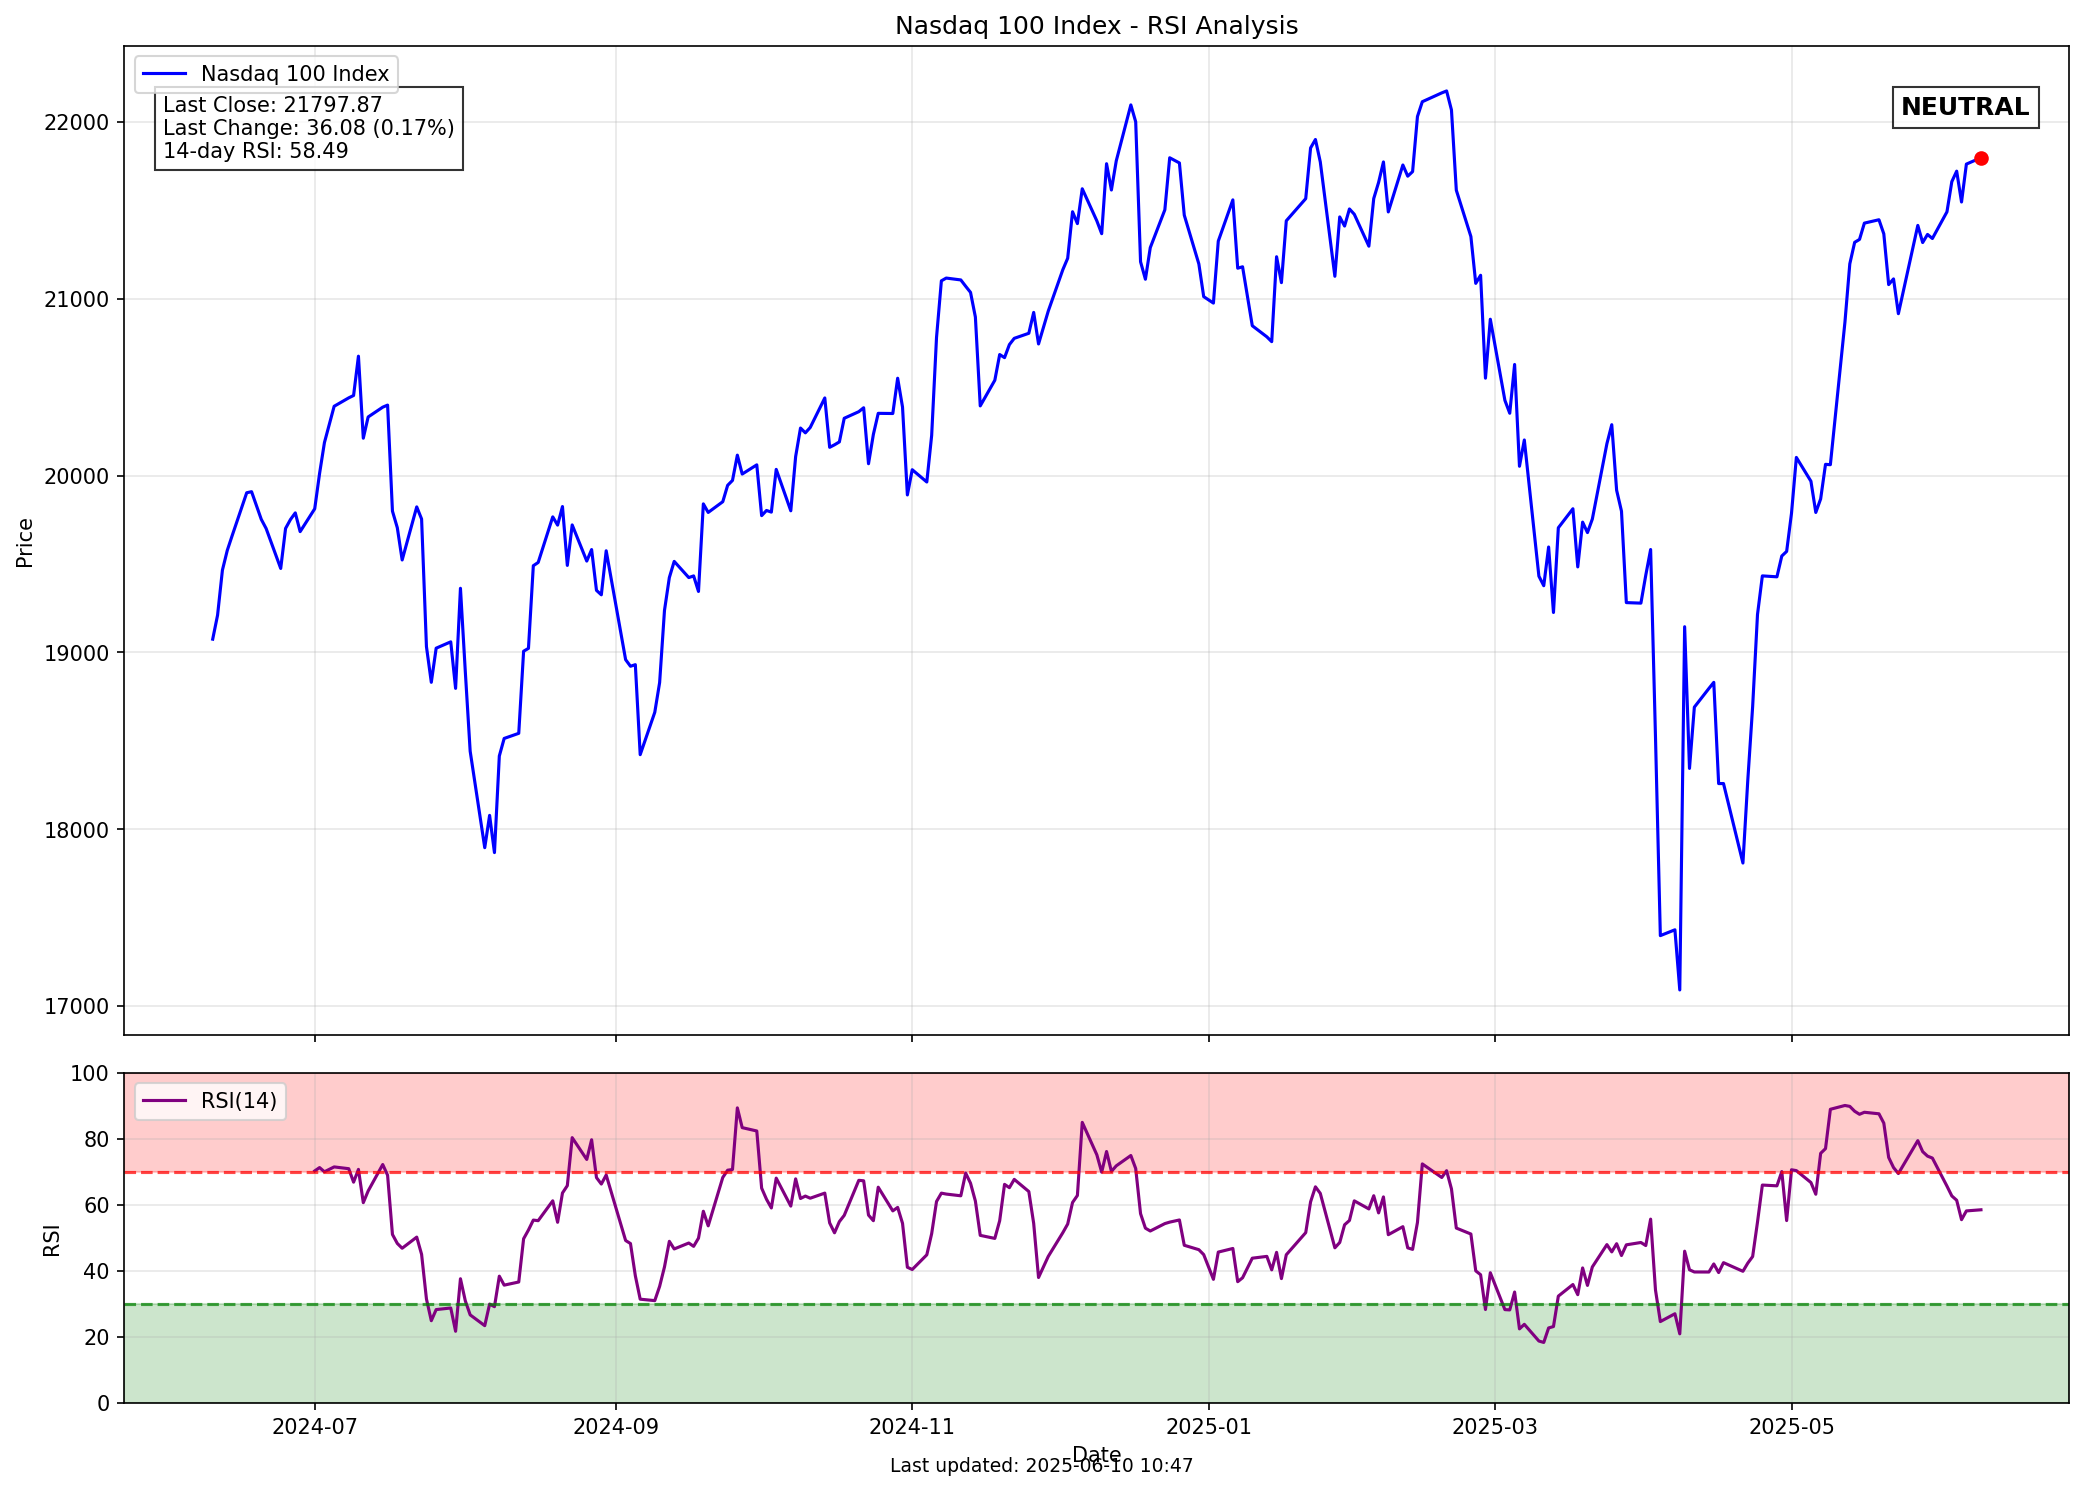 Nasdaq 100 Index - RSI Analysis
Nasdaq 100 Index
Last Close: 21797.87
Last Change: 36.08 (0.17%)
14-day RSI: 58.49
NEUTRAL
22000
21000
20000
19000
18000
17000
Price
100
80
60
40
20
0
RSI
RSI(14)
2024-07
2024-09
2024-11
2025-01
2025-03
2025-05
Date
Last updated: 2025-06-10 10:47